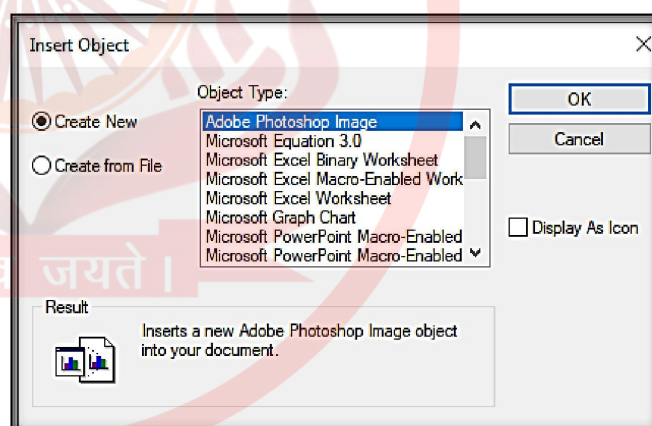 Insert Object
Object Type:
Create New
Create from File
Adobe Photoshop Image
Microsoft Equation 3.0
Microsoft Excel Binary Worksheet
Microsoft Excel Macro-Enabled Work
Microsoft Excel Worksheet
Microsoft Graph Chart
Microsoft PowerPoint Macro-Enabled
Microsoft PowerPoint Macro-Enabled
OK
Cancel
Display As Icon
जयते
Result
Inserts a new Adobe Photoshop Image object
into your document.